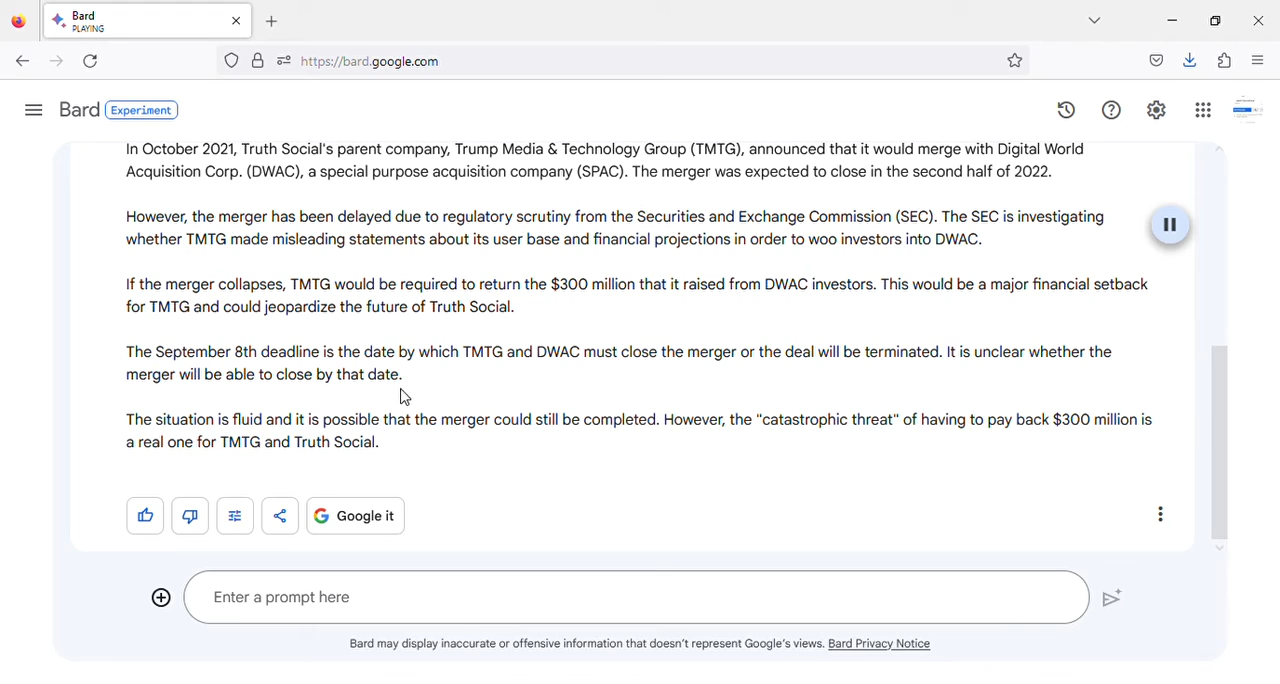 Bard
PLAYING
https://bard.google.com
Bard Experiment
In October 2021, Truth Social's parent company, Trump Media & Technology Group (TMTG), announced that it would merge with Digital World
Acquisition Corp. (DWAC), a special purpose acquisition company (SPAC). The merger was expected to close in the second half of 2022.
However, the merger has been delayed due to regulatory scrutiny from the Securities and Exchange Commission (SEC). The SEC is investigating
whether TMTG made misleading statements about its user base and financial projections in order to woo investors into DWAC.
If the merger collapses, TMTG would be required to return the $300 million that it raised from DWAC investors. This would be a major financial setback
for TMTG and could jeopardize the future of Truth Social.
The September 8th deadline is the date by which TMTG and DWAC must close the merger or the deal will be terminated. It is unclear whether the
merger will be able to close by that date.
The situation is fluid and it is possible that the merger could still be completed. However, the "catastrophic threat" of having to pay back $300 million is
a real one for TMTG and Truth Social.
Google it
Enter a prompt here
Bard may display inaccurate or offensive information that doesn't represent Google's views. Bard Privacy Notice